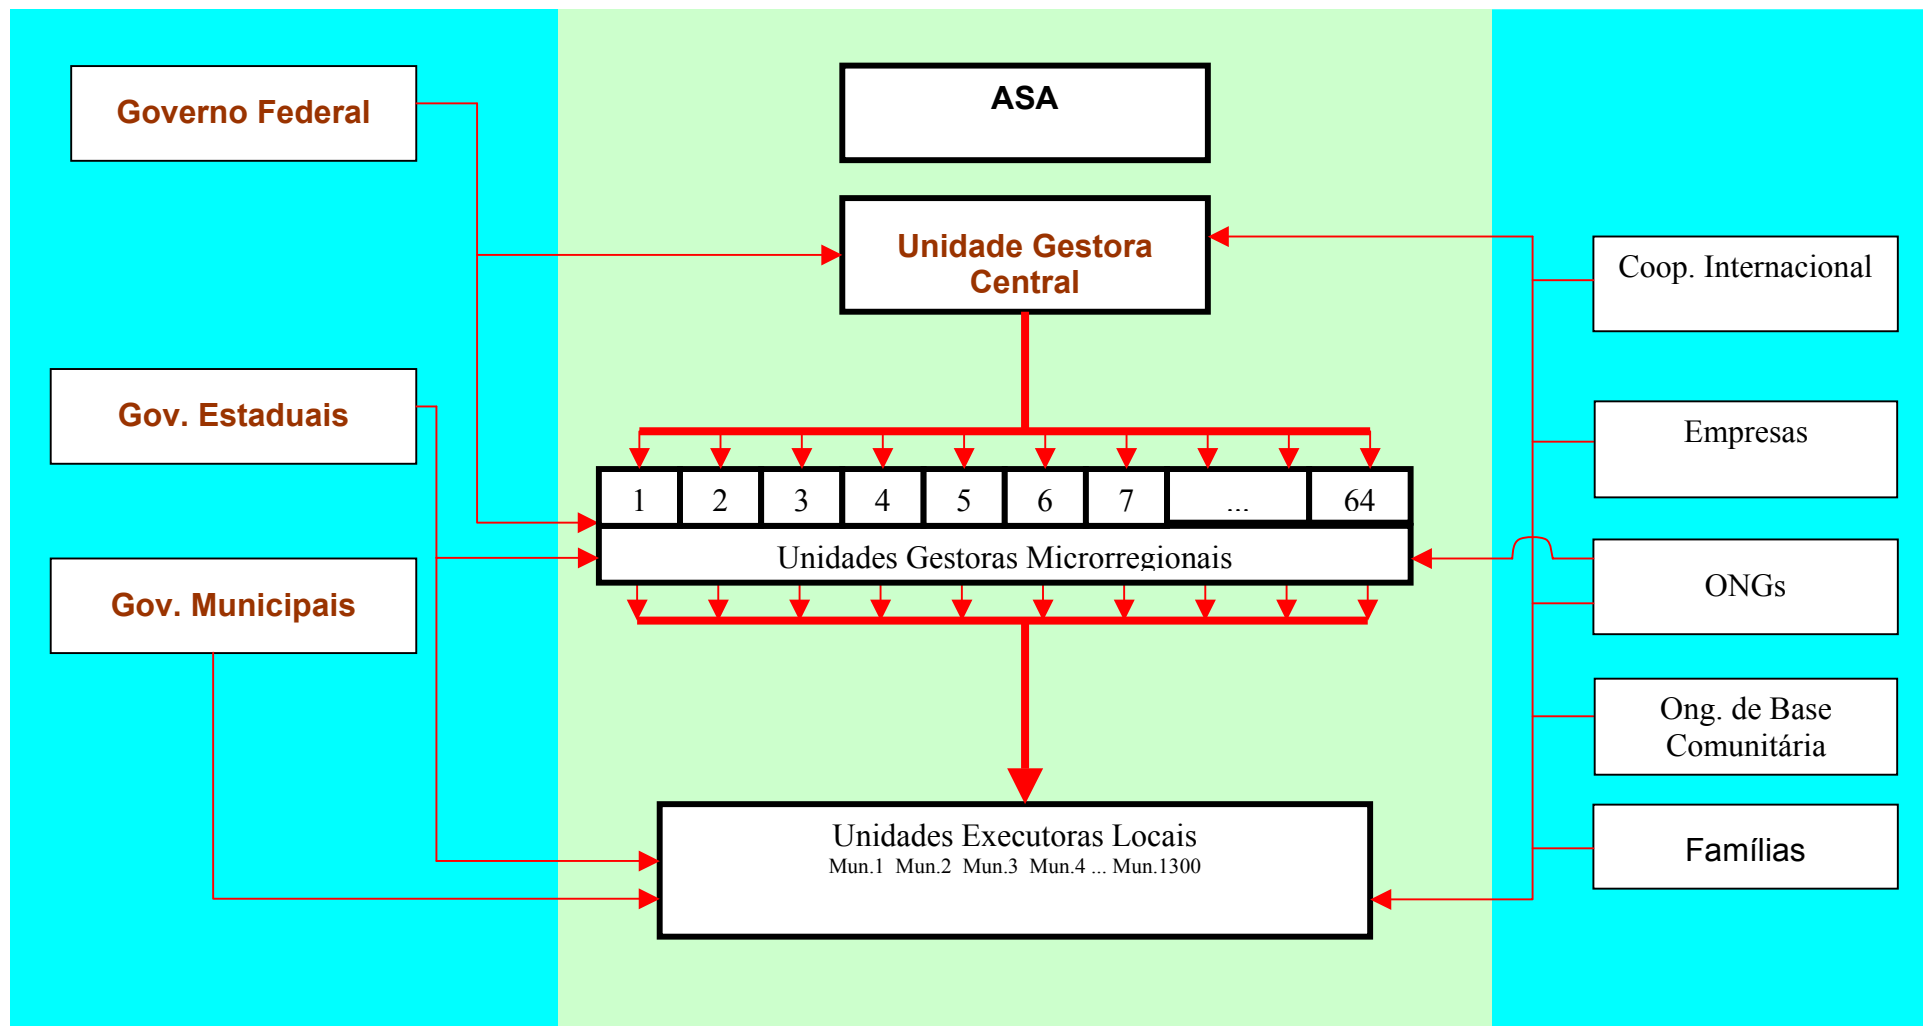 Governo Federal
Gov. Estaduais
Gov. Municipais
ASA
Unidade Gestora
Central
1 2 3 4 5 6 7 ... 64
Unidades Gestoras Microrregionais
Unidades Executoras Locais
Mun.1 Mun.2 Mun.3 Mun.4 ... Mun.1300
Coop. Internacional
Empresas
ONGs
Ong. de Base
Comunitária
Famílias